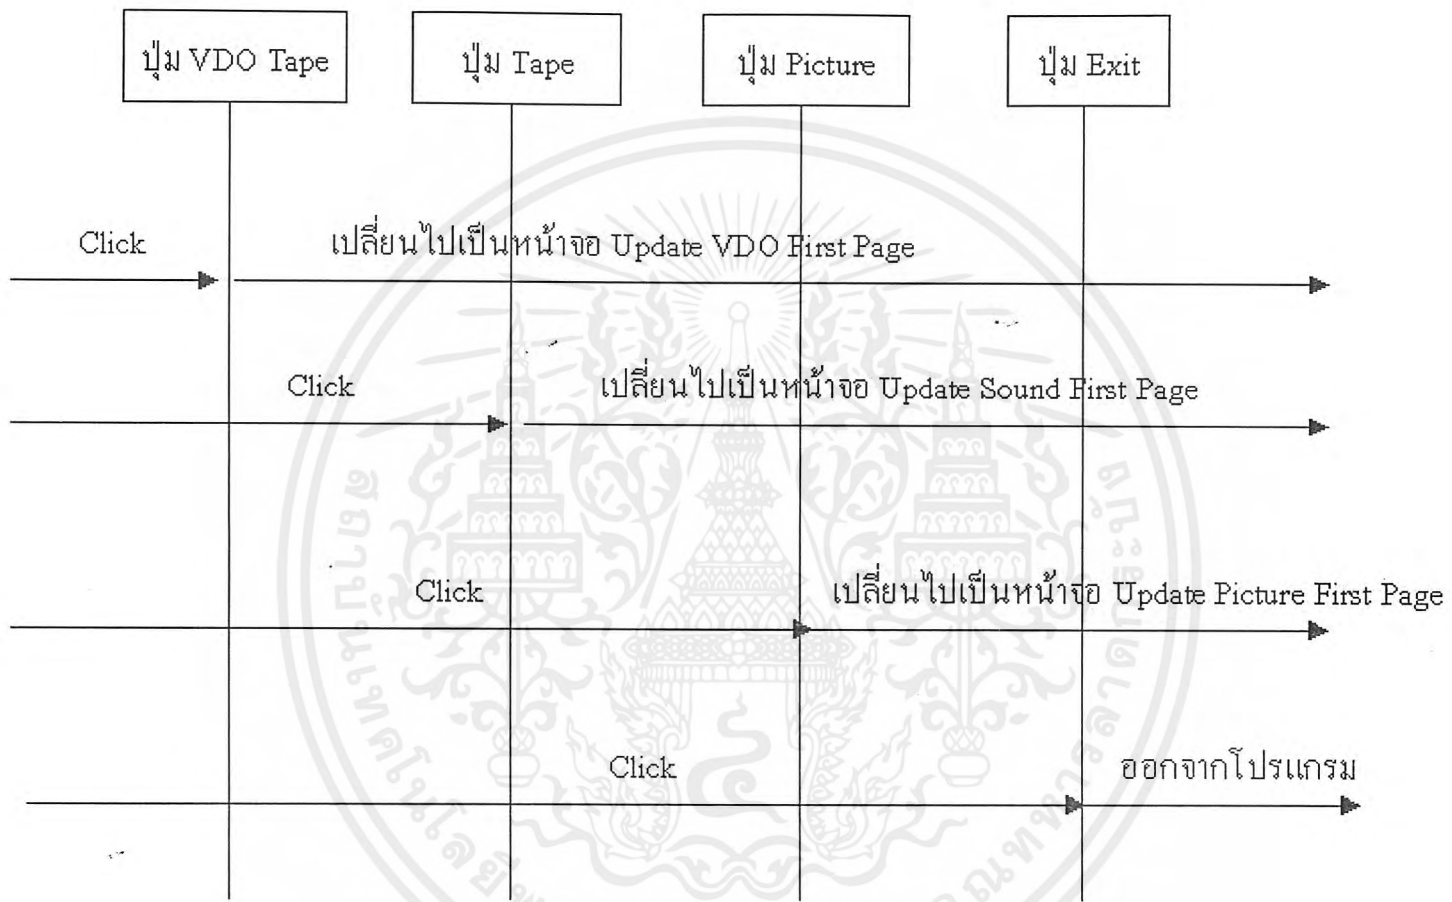 ปุ่ม VDO Tape
ปุ่ม Tape
ปุ่ม Picture
ปุ่ม Exit
Click
เปลี่ยนไปเป็นหน้าจอ Update VDO First Page
Click
เปลี่ยนไปเป็นหน้าจอ Update Sound First Page
Click
เปลี่ยนไปเป็นหน้าจอ Update Picture First Page
Click
ออกจากโปรแกรม